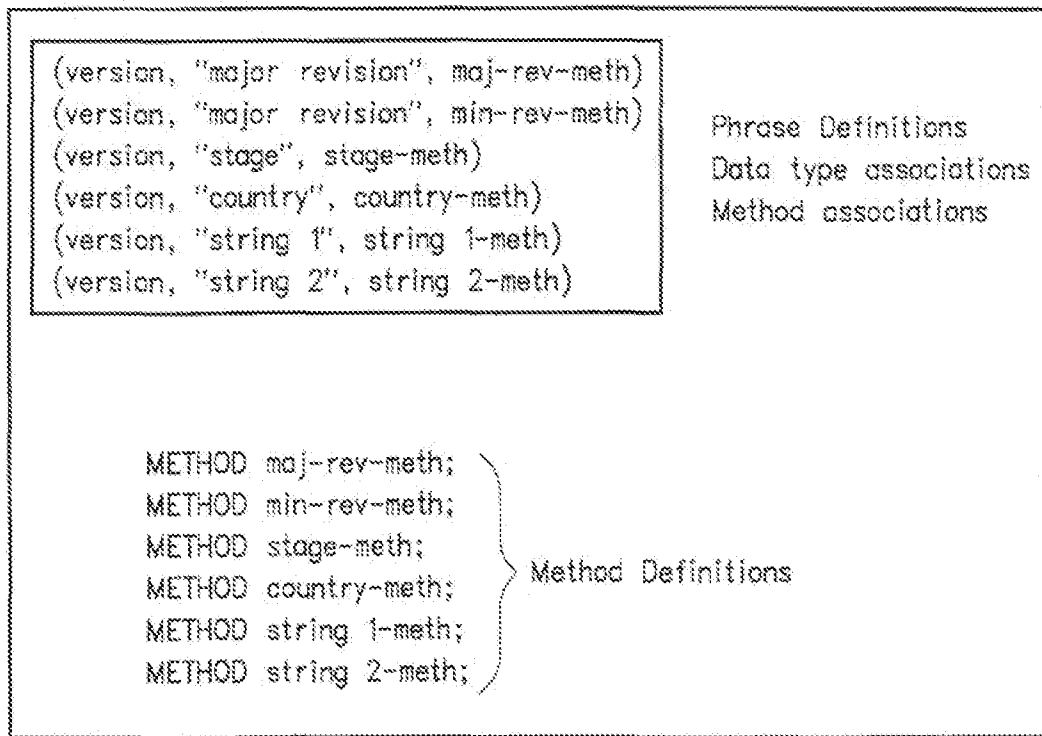 (version, "major revision", maj-rev-meth)
(version, "major revision", min-rev-meth)
(version, "stage", stage-meth)
(version, "country", country-meth)
(version, "string 1", string 1-meth)
(version, "string 2", string 2-meth)
Phrase Definitions
Data type associations
Method associations
METHOD maj-rev-meth;
METHOD min-rev-meth;
METHOD stage-meth;
METHOD country-meth;
METHOD string 1-meth;
METHOD string 2-meth;
Method Definitions